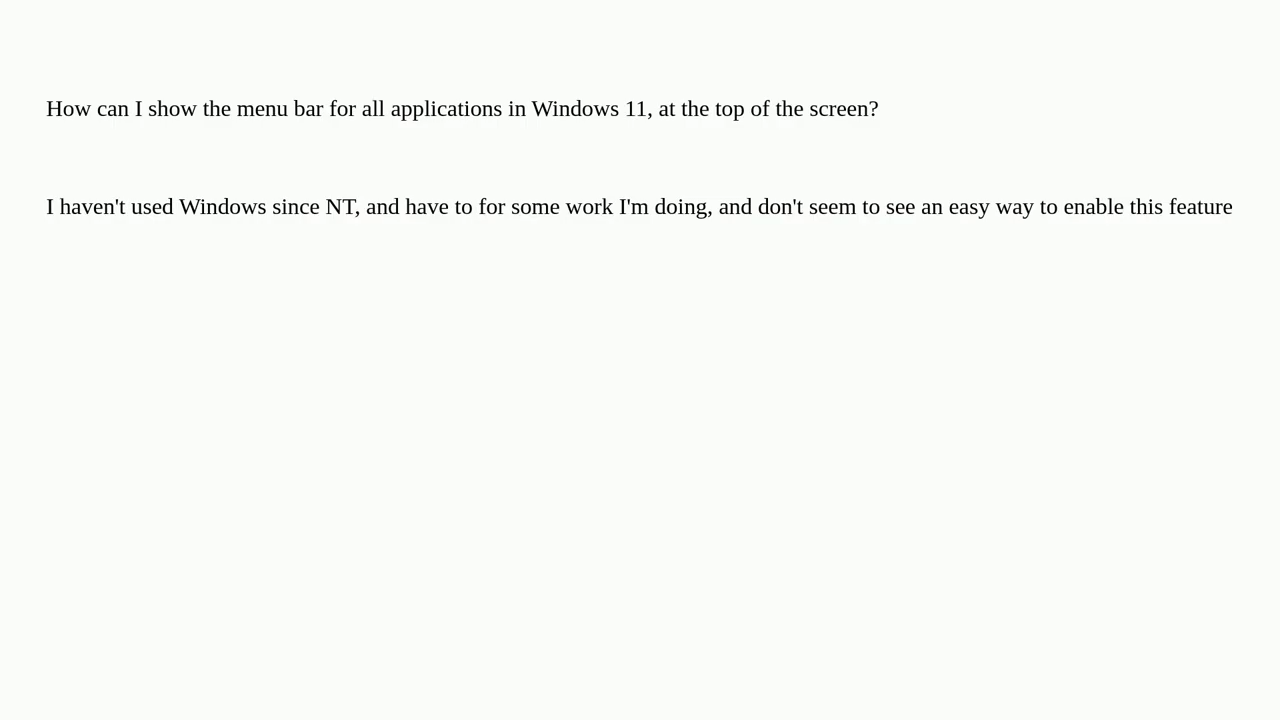 How can I show the menu bar for all applications in Windows 11, at the top of the screen?
I haven't used Windows since NT, and have to for some work I'm doing, and don't seem to see an easy way to enable this feature